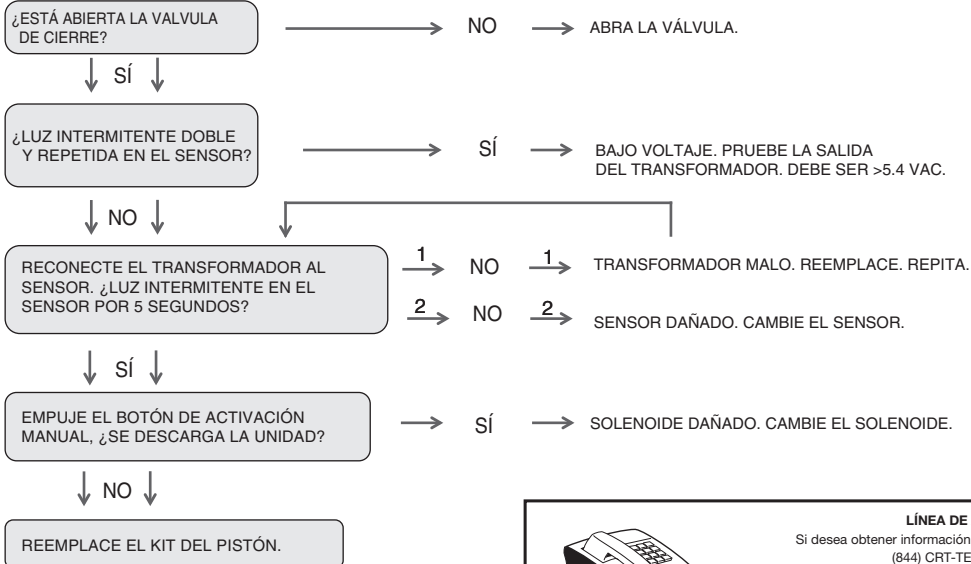 ¿ESTÁ ABIERTA LA VALVULA
DE CIERRE?
NO
ABRA LA VÁLVULA.
SÍ
¿LUZ INTERMITENTE DOBLE
Y REPETIDA EN EL SENSOR?
SÍ
BAJO VOLTAJE. PRUEBE LA SALIDA
DEL TRANSFORMADOR. DEBE SER >5.4 VAC.
NO
RECONECTE EL TRANSFORMADOR AL
SENSOR. ¿LUZ INTERMITENTE EN EL
SENSOR POR 5 SEGUNDOS?
1 NO 1 TRANSFORMADOR MALO. REEMPLACE. REPITA.
2 NO 2 SENSOR DAÑADO. CAMBIE EL SENSOR.
SÍ
EMPUJE EL BOTÓN DE ACTIVACIÓN
MANUAL, ¿SE DESCARGA LA UNIDAD?
SÍ
SOLENOIDE DAÑADO. CAMBIE EL SOLENOIDE.
NO
REEMPLACE EL KIT DEL PISTÓN.
LÍNEA DE
Si desea obtener información
(844) CRT-TE